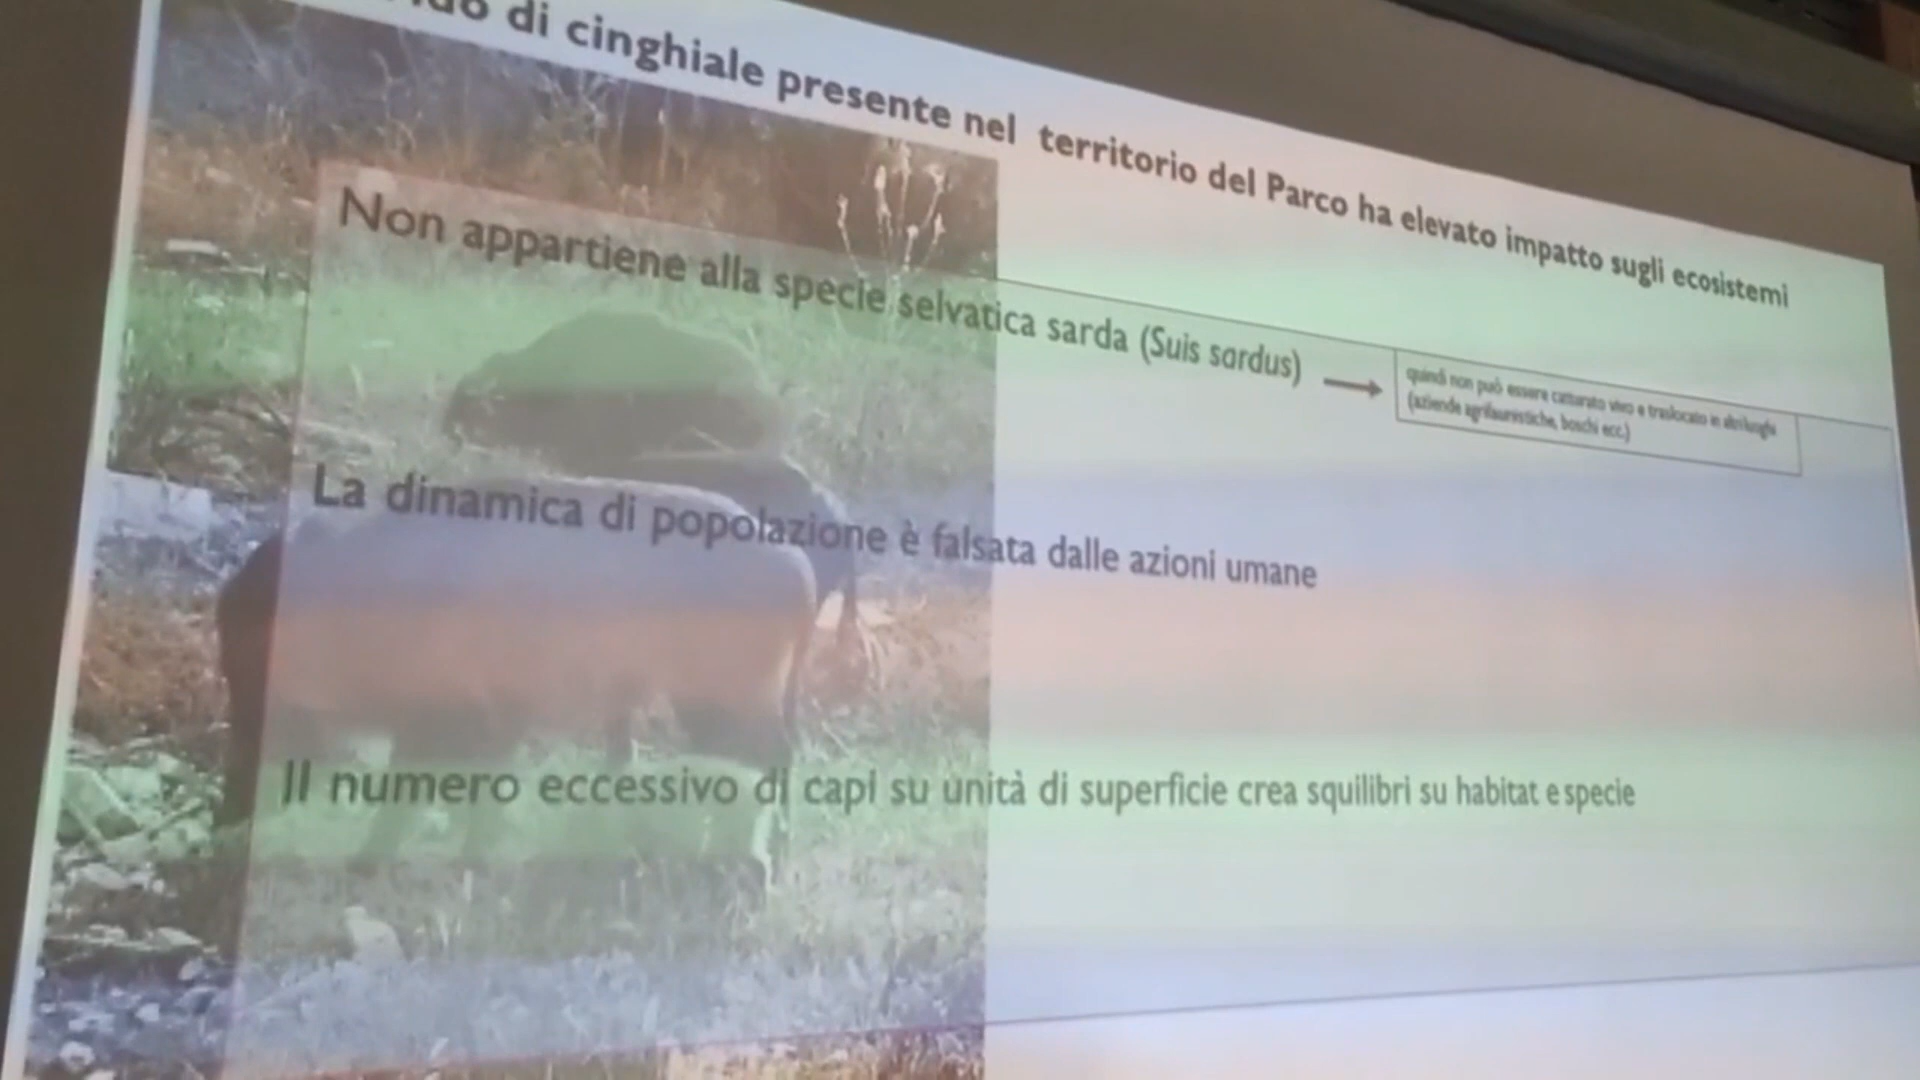 di cinghiale presente nel territorio del Parco ha elevato impatto sugli ecosistemi
Non appartiene alla specie selvatica sarda (Suis sardus)
quindi non può essere catturato vivo e traslocato in altri luoghi
(aziende agrifaunistiche, boschi ecc.)
La dinamica di popolazione è falsata dalle azioni umane
Il numero eccessivo di capi su unità di superficie crea squilibri su habitat e specie